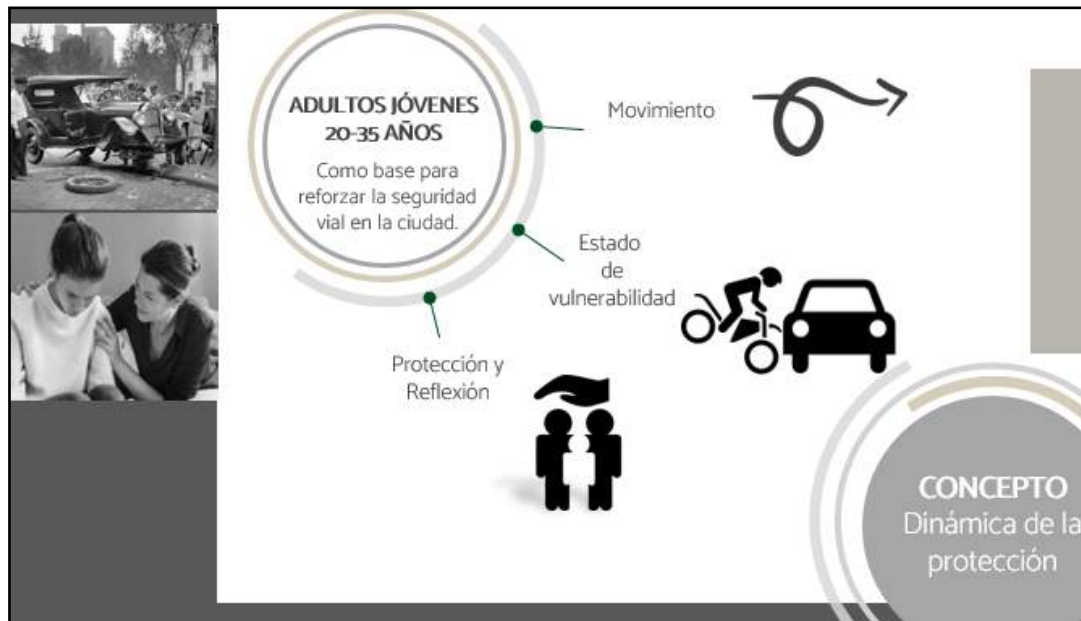 ADULTOS JÓVENES
20-35 AÑOS
Como base para
reforzar la seguridad
vial en la ciudad.
Movimiento
Estado
de
vulnerabilidad
Protección y
Reflexión
CONCEPTO
Dinámica de la
protección